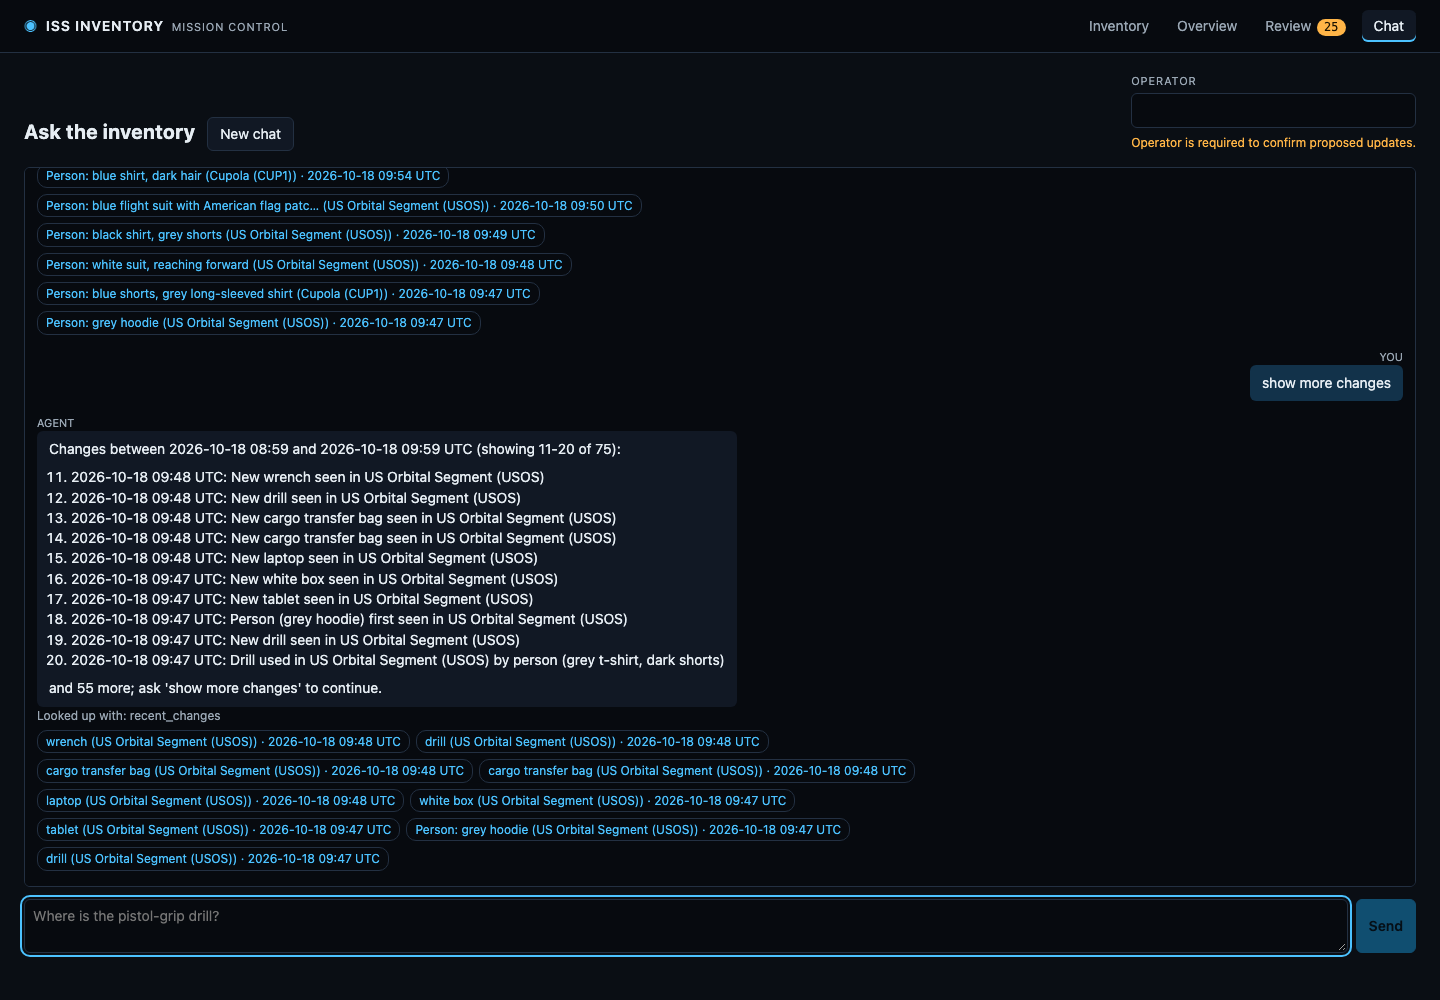 ISS INVENTORY MISSION CONTROL
Inventory Overview Review 25 Chat
OPERATOR
Ask the inventory New chat
Operator is required to confirm proposed updates.
Person: blue shirt, dark hair (Cupola (CUP1)) · 2026-10-18 09:54 UTC
Person: blue flight suit with American flag patc... (US Orbital Segment (USOS)) · 2026-10-18 09:50 UTC
Person: black shirt, grey shorts (US Orbital Segment (USOS)) · 2026-10-18 09:49 UTC
Person: white suit, reaching forward (US Orbital Segment (USOS)) · 2026-10-18 09:48 UTC
Person: blue shorts, grey long-sleeved shirt (Cupola (CUP1)) · 2026-10-18 09:47 UTC
Person: grey hoodie (US Orbital Segment (USOS)) · 2026-10-18 09:47 UTC
YOU
show more changes
AGENT
Changes between 2026-10-18 08:59 and 2026-10-18 09:59 UTC (showing 11-20 of 75):
11. 2026-10-18 09:48 UTC: New wrench seen in US Orbital Segment (USOS)
12. 2026-10-18 09:48 UTC: New drill seen in US Orbital Segment (USOS)
13. 2026-10-18 09:48 UTC: New cargo transfer bag seen in US Orbital Segment (USOS)
14. 2026-10-18 09:48 UTC: New cargo transfer bag seen in US Orbital Segment (USOS)
15. 2026-10-18 09:48 UTC: New laptop seen in US Orbital Segment (USOS)
16. 2026-10-18 09:47 UTC: New white box seen in US Orbital Segment (USOS)
17. 2026-10-18 09:47 UTC: New tablet seen in US Orbital Segment (USOS)
18. 2026-10-18 09:47 UTC: Person (grey hoodie) first seen in US Orbital Segment (USOS)
19. 2026-10-18 09:47 UTC: New drill seen in US Orbital Segment (USOS)
20. 2026-10-18 09:47 UTC: Drill used in US Orbital Segment (USOS) by person (grey t-shirt, dark shorts)
and 55 more; ask 'show more changes' to continue.
Looked up with: recent_changes
wrench (US Orbital Segment (USOS)) · 2026-10-18 09:48 UTC drill (US Orbital Segment (USOS)) · 2026-10-18 09:48 UTC
cargo transfer bag (US Orbital Segment (USOS)) · 2026-10-18 09:48 UTC cargo transfer bag (US Orbital Segment (USOS)) · 2026-10-18 09:48 UTC
laptop (US Orbital Segment (USOS)) · 2026-10-18 09:48 UTC white box (US Orbital Segment (USOS)) · 2026-10-18 09:47 UTC
tablet (US Orbital Segment (USOS)) · 2026-10-18 09:47 UTC Person: grey hoodie (US Orbital Segment (USOS)) · 2026-10-18 09:47 UTC
drill (US Orbital Segment (USOS)) · 2026-10-18 09:47 UTC
Where is the pistol-grip drill?
Send